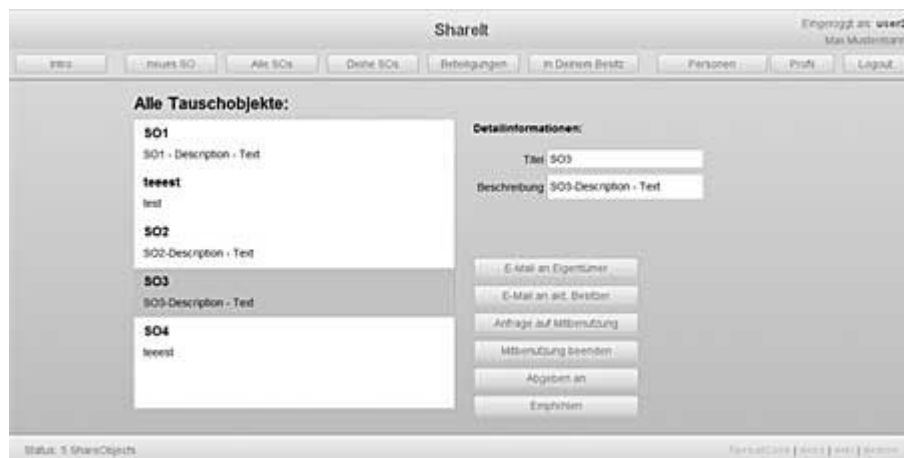 ShareIt
Eingeloggt als: user2
Max Mustermann
Intro
neues SO
Alle SOs
Deine SOs
Beteiligungen
In Deinem Besitz
Personen
Profil
Logout
Alle Tauschobjekte:
SO1
SO1 - Description - Text
teeest
test
SO2
SO2-Description - Text
SO3
SO3-Description - Text
SO4
teeest
Detailinformationen:
Titel SO3
Beschreibung SO3-Description - Text
E-Mail an Eigentümer
E-Mail an akt. Besitzer
Anfrage auf Mitbenutzung
Mitbenutzung beenden
Abgeben an
Empfehlen
Status: 5 ShareObjects